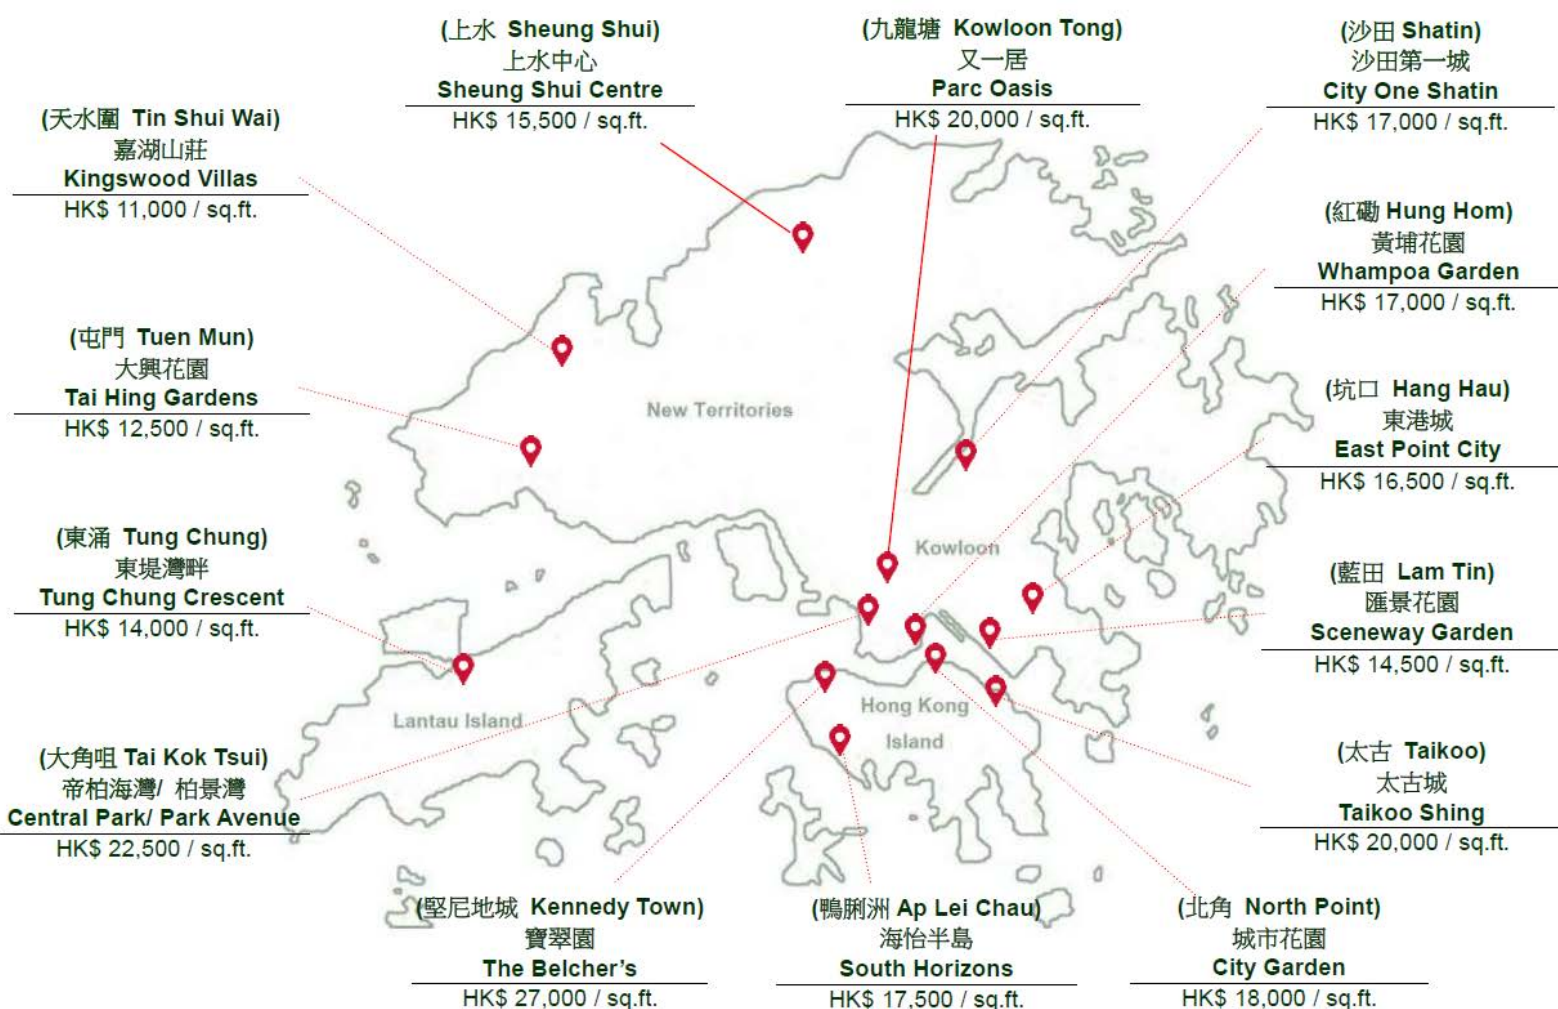 (上水 Sheung Shui)
上水中心
Sheung Shui Centre
HK$ 15,500 / sq.ft.
(九龍塘 Kowloon Tong)
又一居
Parc Oasis
HK$ 20,000 / sq.ft.
(沙田 Shatin)
沙田第一城
City One Shatin
HK$ 17,000 / sq.ft.
(天水圍 Tin Shui Wai)
嘉湖山莊
Kingswood Villas
HK$ 11,000 / sq.ft.
(紅磡 Hung Hom)
黃埔花園
Whampoa Garden
HK$ 17,000 / sq.ft.
(屯門 Tuen Mun)
大興花園
Tai Hing Gardens
HK$ 12,500 / sq.ft.
New Territories
(坑口 Hang Hau)
東港城
East Point City
HK$ 16,500 / sq.ft.
(東涌 Tung Chung)
東堤灣畔
Tung Chung Crescent
HK$ 14,000 / sq.ft.
Kowloon
(藍田 Lam Tin)
匯景花園
Sceneway Garden
HK$ 14,500 / sq.ft.
Lantau Island
Hong Kong
Island
(大角咀 Tai Kok Tsui)
帝柏海灣/ 柏景灣
Central Park/ Park Avenue
HK$ 22,500 / sq.ft.
(太古 Taikoo)
太古城
Taikoo Shing
HK$ 20,000 / sq.ft.
(堅尼地城 Kennedy Town)
寶翠園
The Belcher’s
HK$ 27,000 / sq.ft.
(鴨脷洲 Ap Lei Chau)
海怡半島
South Horizons
HK$ 17,500 / sq.ft.
(北角 North Point)
城市花園
City Garden
HK$ 18,000 / sq.ft.